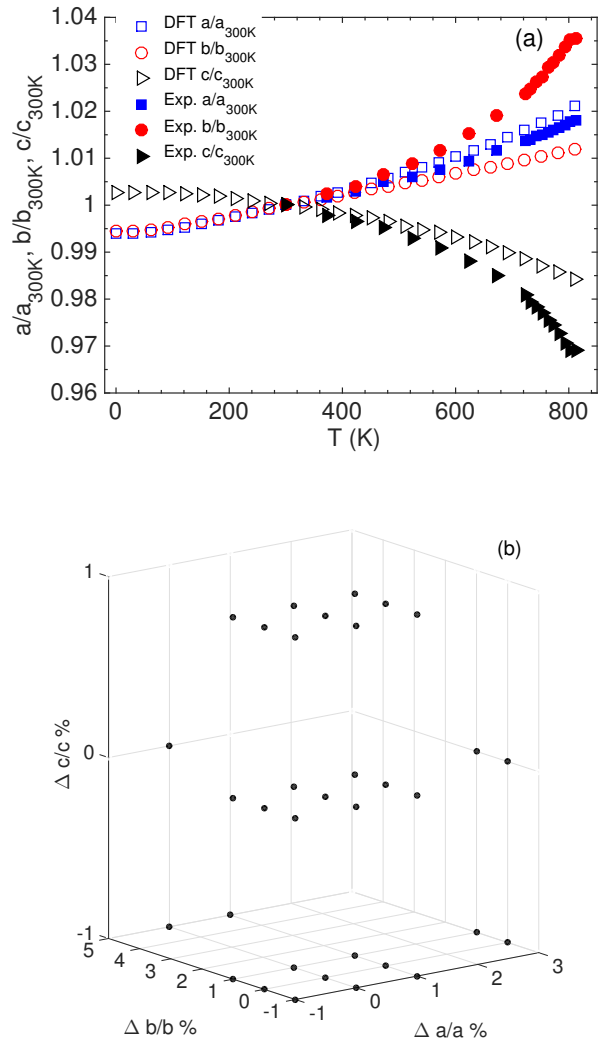 1.04
1.03
1.02
1.01
1
0.99
0.98
0.97
0.96
a/a300K, b/b300K, c/c300K
DFT a/a300K
DFT b/b300K
DFT c/c300K
Exp. a/a300K
Exp. b/b300K
Exp. c/c300K
(a)
0 200 400 600 800
T (K)
(b)
1
0
-1
Δ c/c %
5
4
3
2
1
0
-1
Δ b/b %
-1
0
1
2
3
Δ a/a %